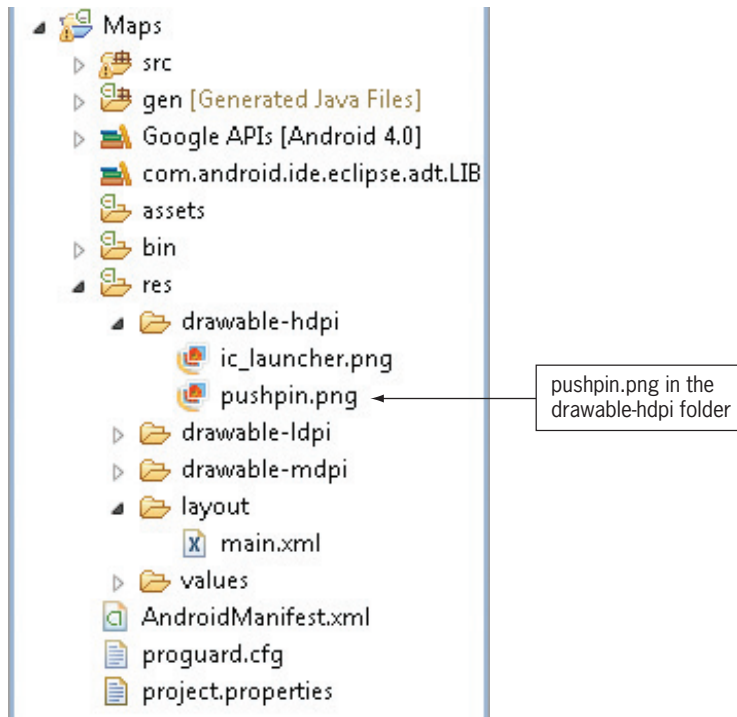 Maps
src
gen [Generated Java Files]
Google APIs [Android 4.0]
com.android.ide.eclipse.adt.LIB
assets
bin
res
drawable-hdpi
ic_launcher.png
pushpin.png
pushpin.png in the
drawable-hdpi folder
drawable-ldpi
drawable-mdpi
layout
main.xml
values
AndroidManifest.xml
proguard.cfg
project.properties